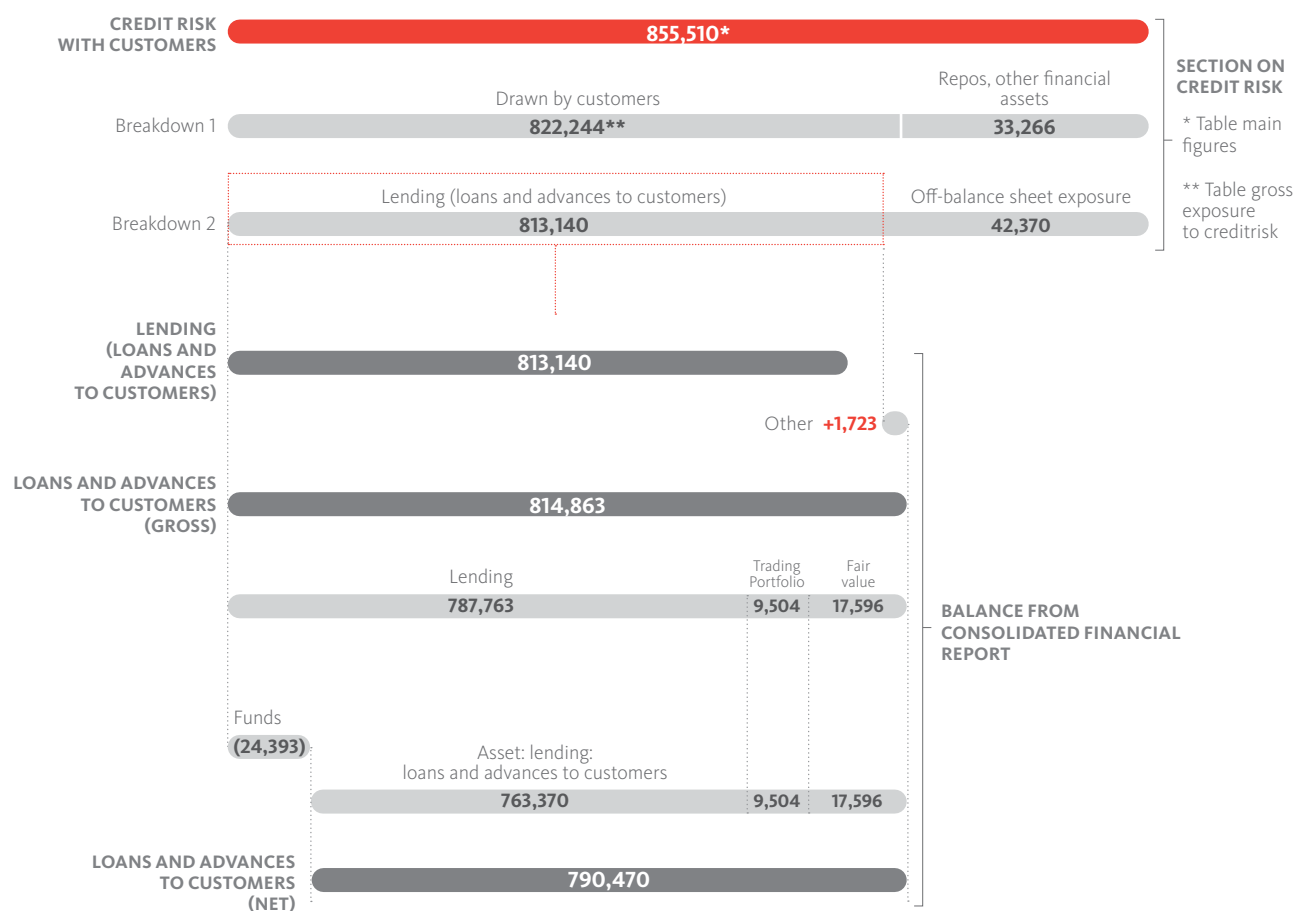 CREDIT RISK
WITH CUSTOMERS
855,510*
SECTION ON
CREDIT RISK
* Table main
figures
** Table gross
exposure
to creditrisk
Breakdown 1
Drawn by customers
822,244**
Repos, other financial
assets
33,266
Breakdown 2
Lending (loans and advances to customers)
813,140
Off-balance sheet exposure
42,370
LENDING
(LOANS AND
ADVANCES
TO CUSTOMERS)
813,140
Other +1,723
LOANS AND ADVANCES
TO CUSTOMERS
(GROSS)
814,863
Lending
787,763
Trading
Portfolio
9,504
Fair
value
17,596
BALANCE FROM
CONSOLIDATED FINANCIAL
REPORT
Funds
(24,393)
Asset: lending:
loans and advances to customers
763,370
9,504
17,596
LOANS AND ADVANCES
TO CUSTOMERS
(NET)
790,470